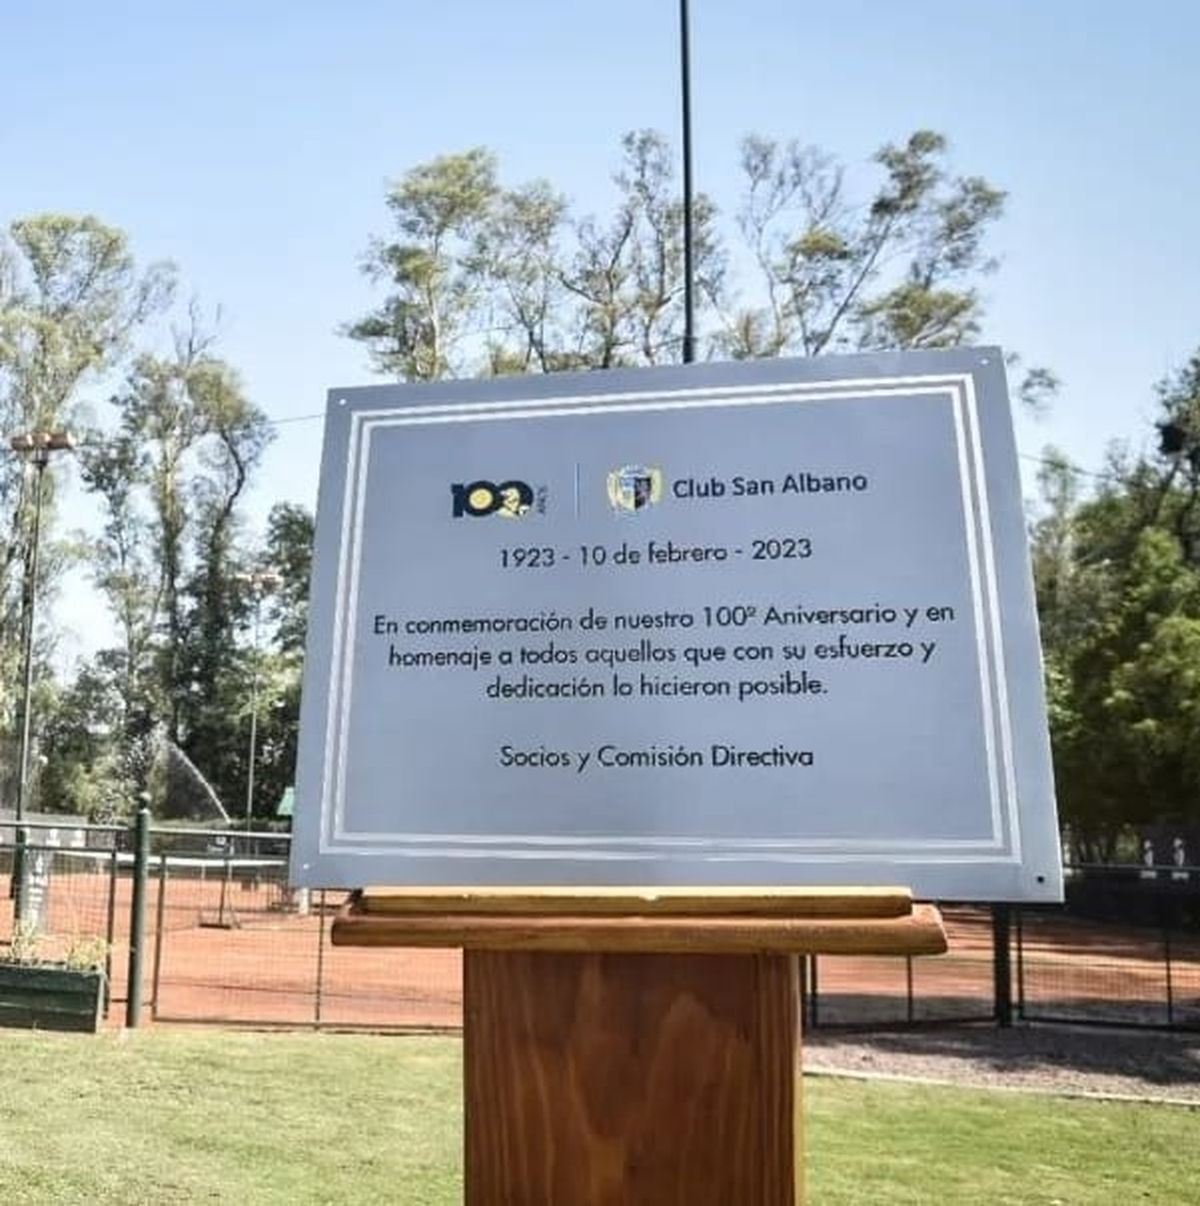 100 AÑOS Club San Albano
1923 - 10 de febrero - 2023
En conmemoración de nuestro 100º Aniversario y en
homenaje a todos aquellos que con su esfuerzo y
dedicación lo hicieron posible.
Socios y Comisión Directiva